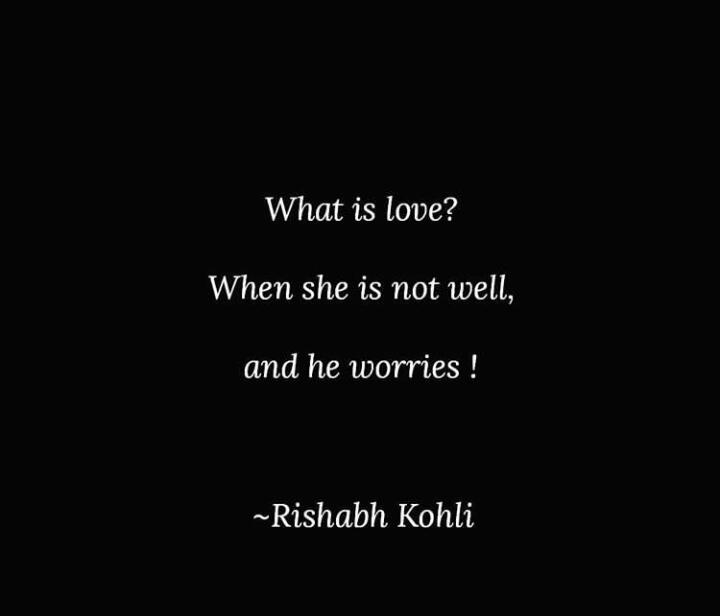 What is love?
When she is not well,
and he worries !
~Rishabh Kohli